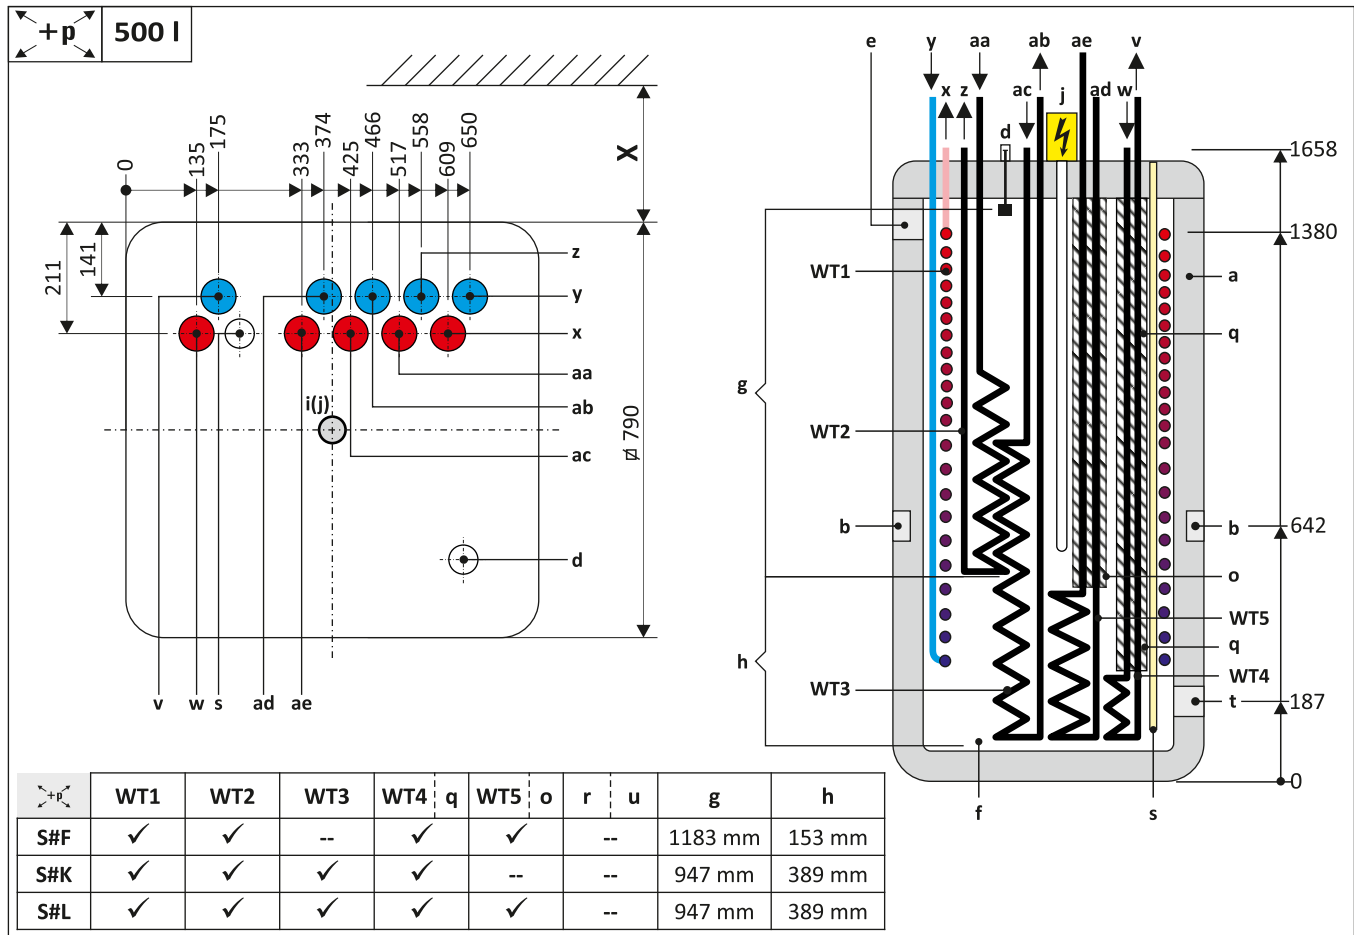 +p 500 l
e y aa ab ae v
x z d ac j ad w
0 135 175 333 374 425 466 517 558 609 650
X
1658
211 141
1380
z
y
x
WT1
a
q
aa
g
ab
i(j)
WT2
⌀ 790
ac
b
b
642
d
o
WT5
q
h
WT3
WT4
t
187
v w s ad ae
0
f s
+p WT1 WT2 WT3 WT4 q WT5 o r u g h
S#F ✓ ✓ -- ✓ ✓ -- 1183 mm 153 mm
S#K ✓ ✓ ✓ ✓ -- -- 947 mm 389 mm
S#L ✓ ✓ ✓ ✓ ✓ -- 947 mm 389 mm